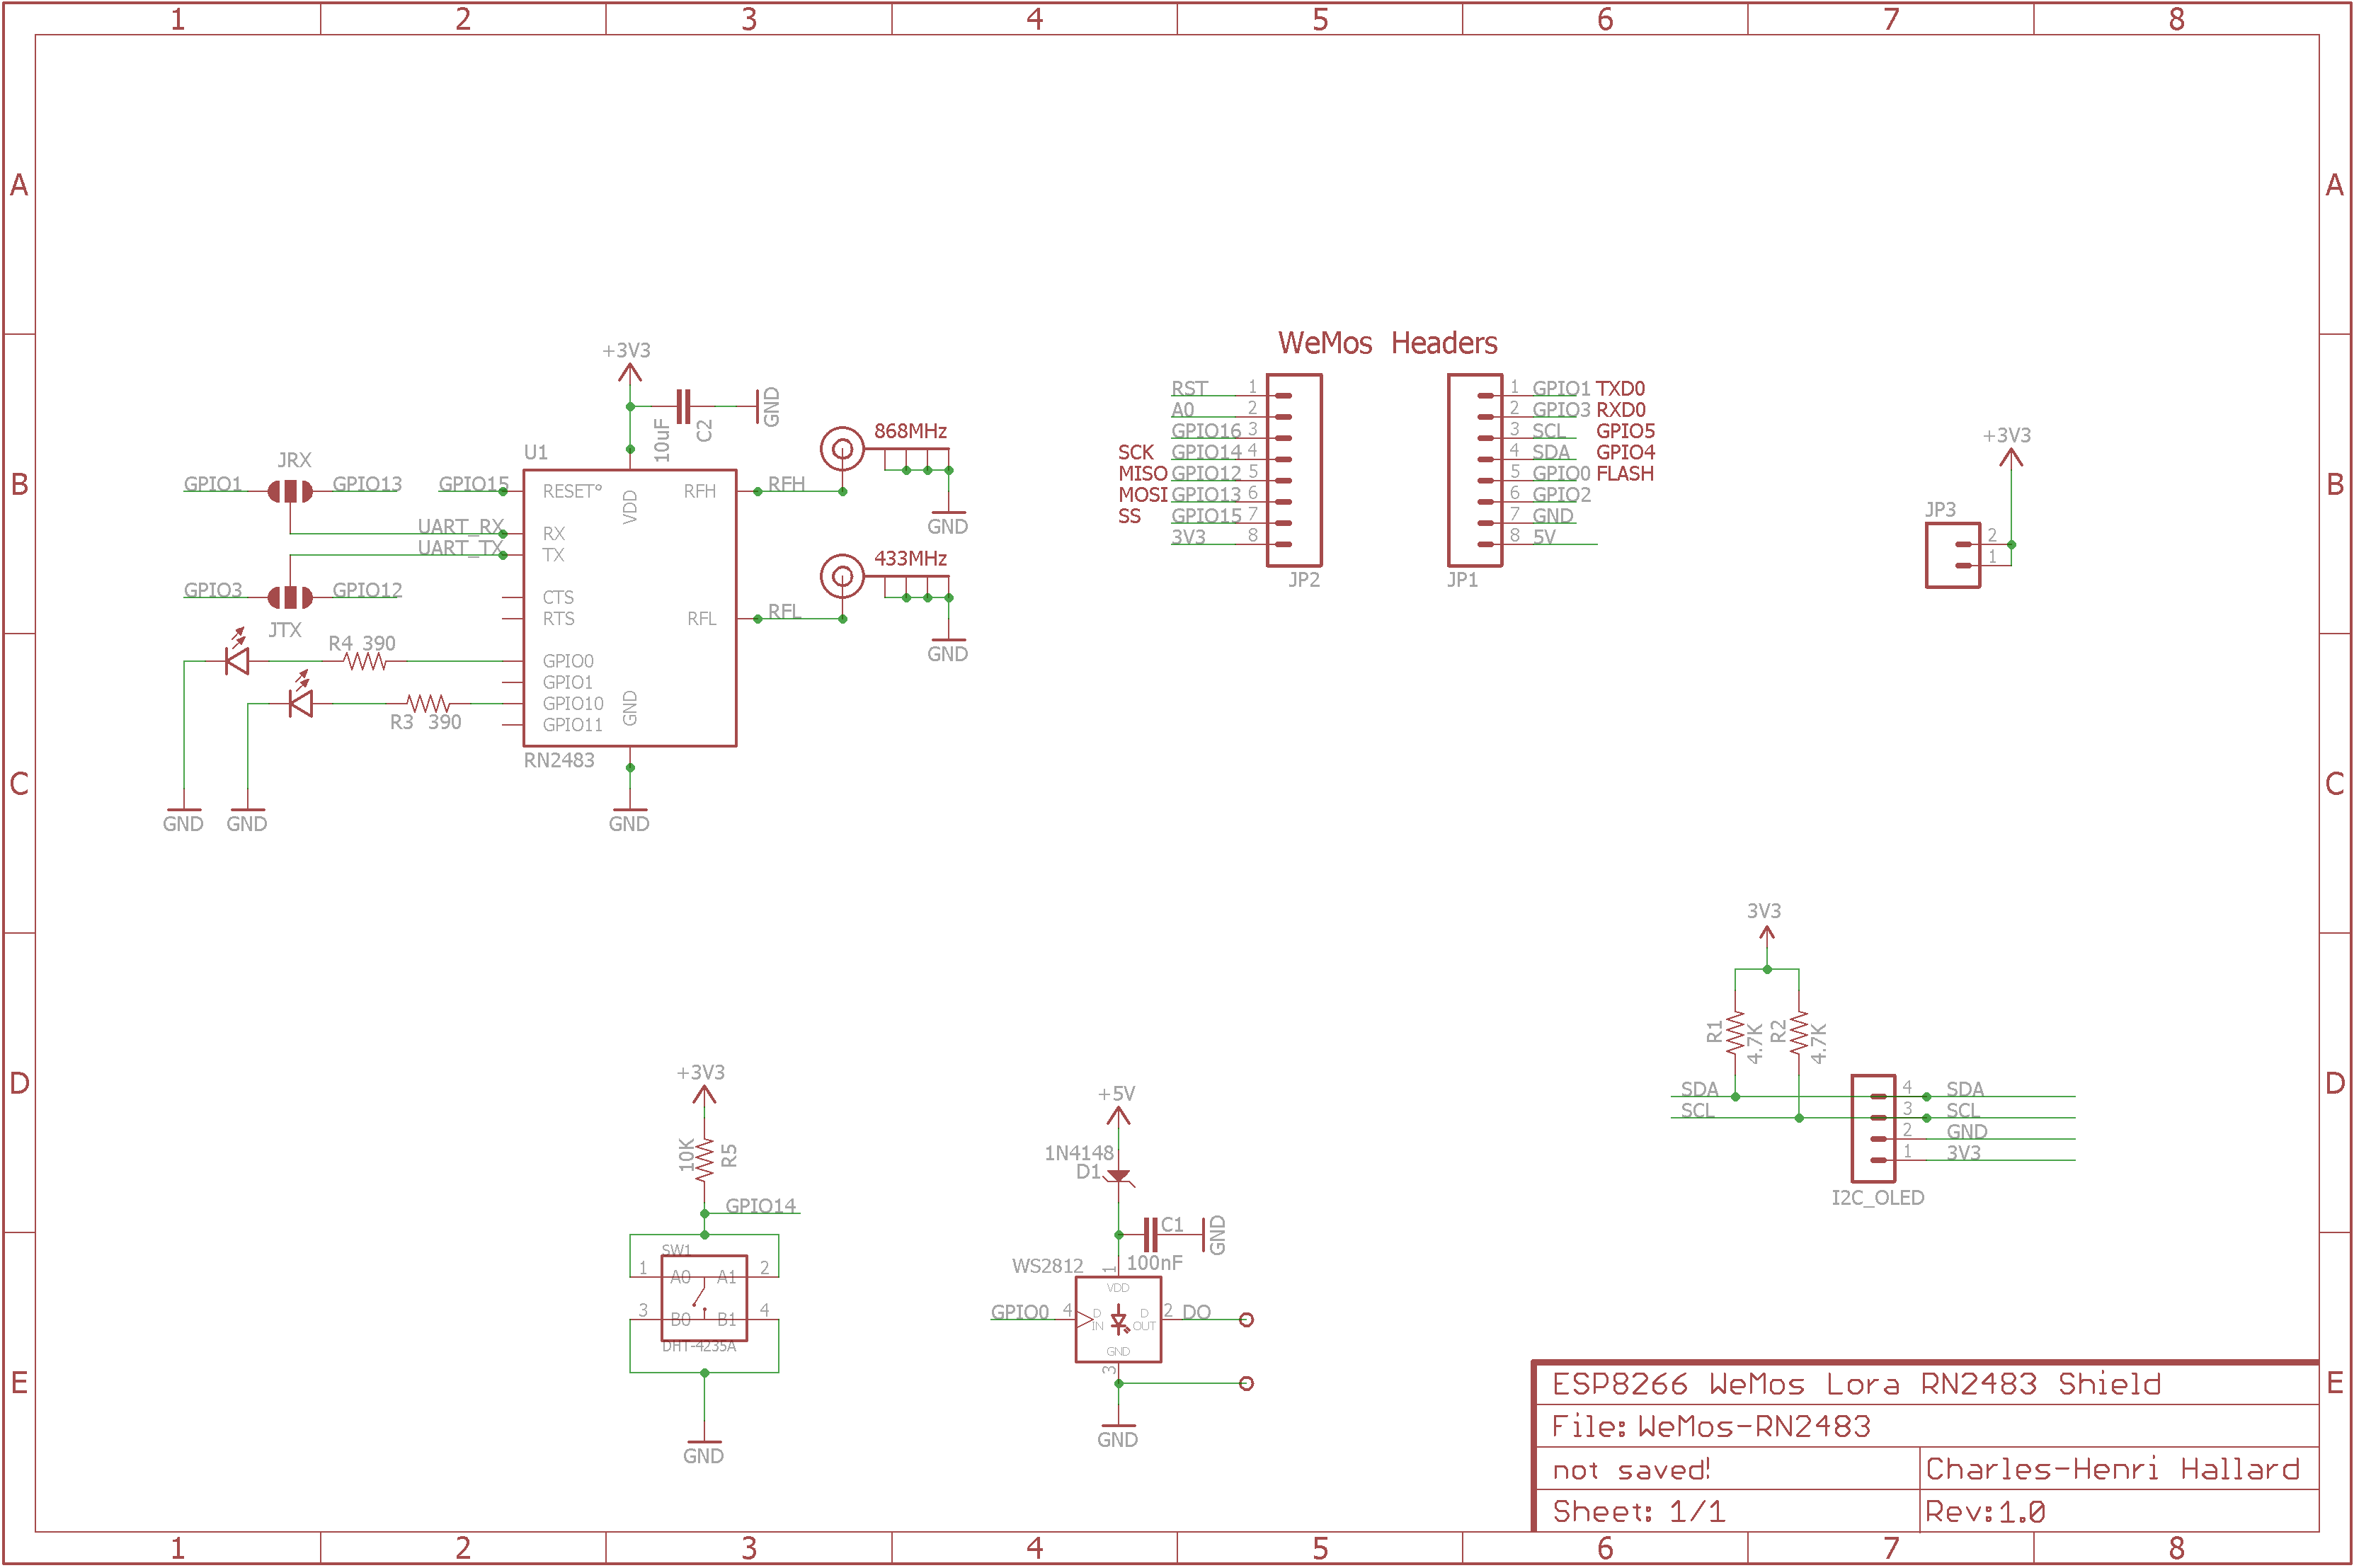 1 2 3 4 5 6 7 8
A A
B B
C C
D D
E E
+3V3
10uF
C2
GND
868MHz
U1
JRX
GPIO1
GPIO13
GPIO15
RESET°
VDD
RFH
RFH
GND
UART_RX
RX
UART_TX
TX
433MHz
GPIO3
GPIO12
JTX
CTS
RTS
RFL
RFL
GND
R4 390
GPIO0
GPIO1
GPIO10
GPIO11
GND
R3 390
RN2483
GND
GND
GND
WeMos Headers
RST 1
A0 2
GPIO16 3
SCK GPIO14 4
MISO GPIO12 5
MOSI GPIO13 6
SS GPIO15 7
3V3 8
JP2
1 GPIO1 TXD0
2 GPIO3 RXD0
3 SCL GPIO5
4 SDA GPIO4
5 GPIO0 FLASH
6 GPIO2
7 GND
8 5V
JP1
+3V3
JP3
2
1
3V3
R1
4.7K
R2
4.7K
SDA
SCL
4 SDA
3 SCL
2 GND
1 3V3
I2C_OLED
+3V3
10K
R5
GPIO14
SW1
1 A0 A1 2
3 B0 B1 4
DHT-4235A
GND
+5V
1N4148
D1
C1
GND
100nF
WS2812
1
VDD
GPIO0 4
D
IN
D
OUT
2 DO
GND
3
GND
ESP8266 WeMos Lora RN2483 Shield
File: WeMos-RN2483
not saved!
Charles-Henri Hallard
Sheet: 1/1
Rev:1.0
1 2 3 4 5 6 7 8